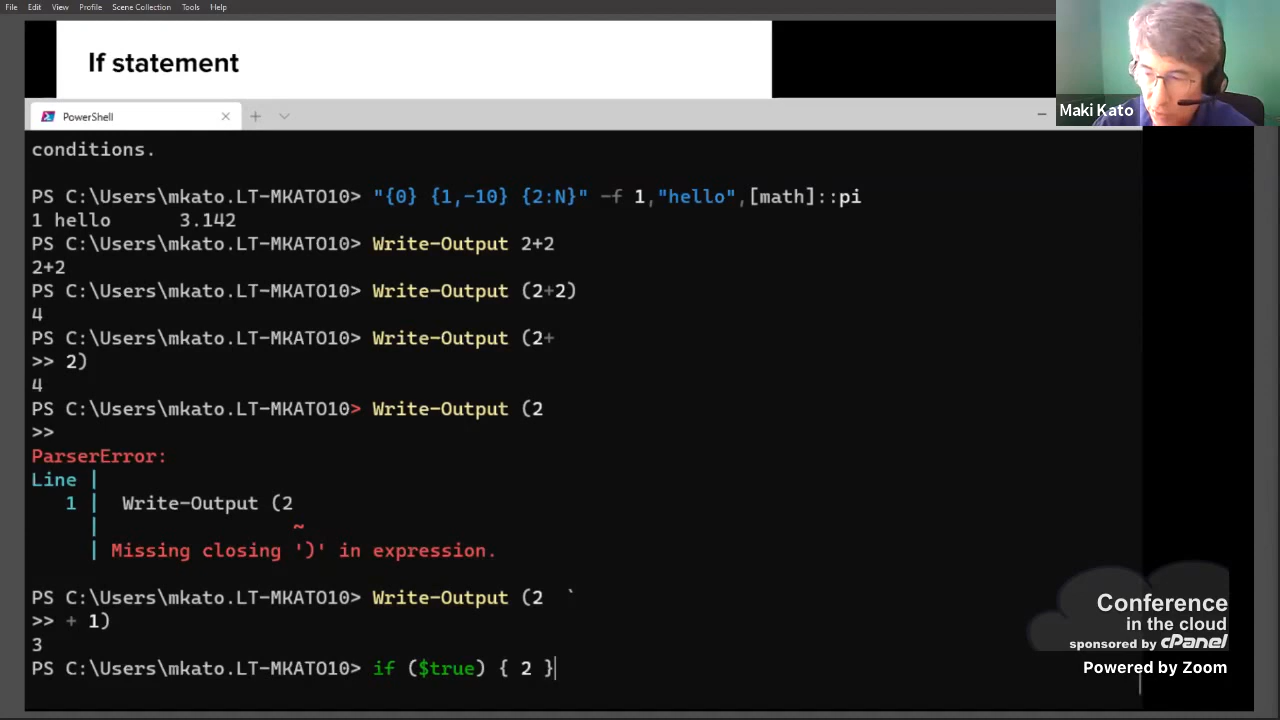 File Edit View Profile Scene Collection Tools Help
If statement
Maki Kato
PowerShell
conditions.
PS C:\Users\mkato.LT-MKATO10> "{0} {1,-10} {2:N}" -f 1,"hello",[math]::pi
1 hello      3.142
PS C:\Users\mkato.LT-MKATO10> Write-Output 2+2
2+2
PS C:\Users\mkato.LT-MKATO10> Write-Output (2+2)
4
PS C:\Users\mkato.LT-MKATO10> Write-Output (2+
>> 2)
4
PS C:\Users\mkato.LT-MKATO10> Write-Output (2
>>
ParserError:
Line |
   1 |  Write-Output (2
     |                ~
     | Missing closing ')' in expression.
PS C:\Users\mkato.LT-MKATO10> Write-Output (2  `
>> + 1)
3
PS C:\Users\mkato.LT-MKATO10> if ($true) { 2 }
Conference
in the cloud
sponsored by cPanel
Powered by Zoom